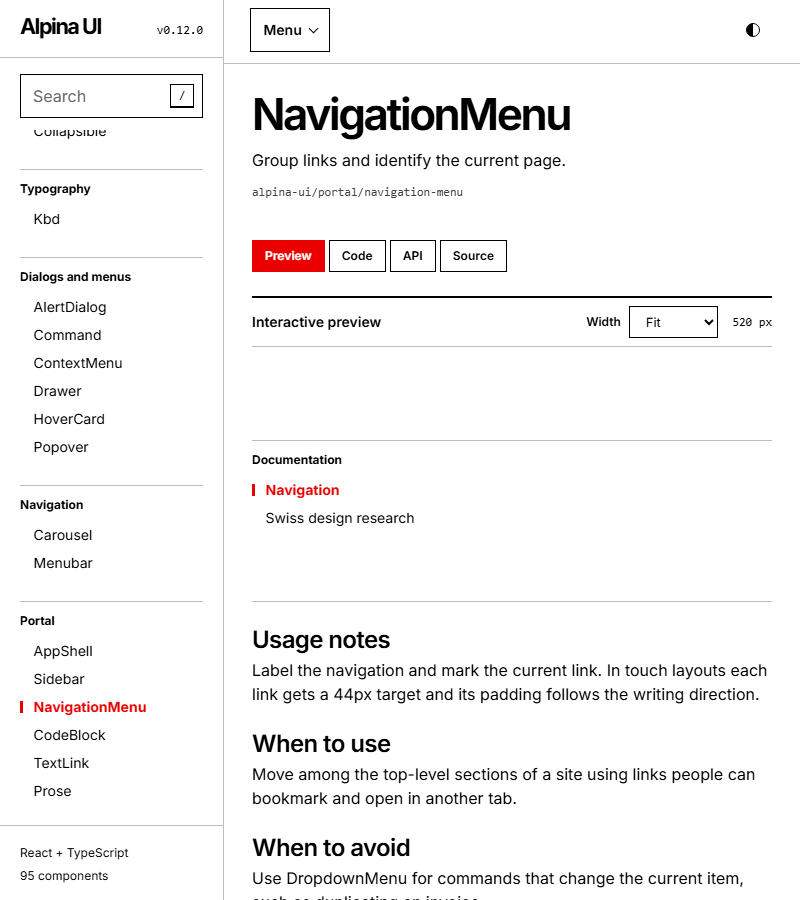 Alpina UI
v0.12.0
Search
/
Collapsible
Typography
Kbd
Dialogs and menus
AlertDialog
Command
ContextMenu
Drawer
HoverCard
Popover
Navigation
Carousel
Menubar
Portal
AppShell
Sidebar
NavigationMenu
CodeBlock
TextLink
Prose
React + TypeScript
95 components
Menu
NavigationMenu
Group links and identify the current page.
alpina-ui/portal/navigation-menu
Preview
Code
API
Source
Interactive preview
Width
Fit
520 px
Documentation
Navigation
Swiss design research
Usage notes
Label the navigation and mark the current link. In touch layouts each
link gets a 44px target and its padding follows the writing direction.
When to use
Move among the top-level sections of a site using links people can
bookmark and open in another tab.
When to avoid
Use DropdownMenu for commands that change the current item,
such as duplicating an invoice.